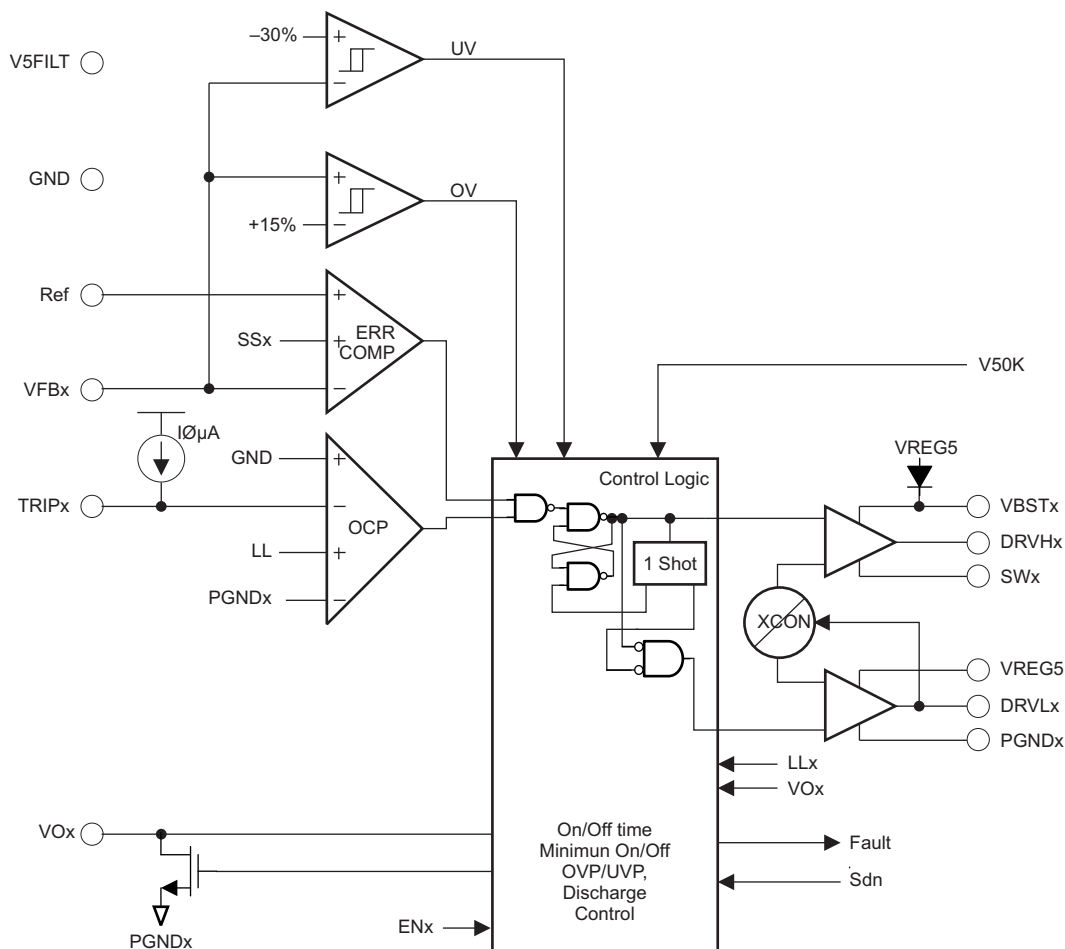 –30%
+
UV
V5FILT
–
GND
+
OV
+15%
–
Ref
+
SSx
+
ERR
COMP
VFBx
–
V50K
IØµA
GND
+
VREG5
Control Logic
TRIPx
–
OCP
VBSTx
LL
+
1 Shot
DRVHx
PGNDx
–
SWx
XCON
VREG5
DRVLx
PGNDx
LLx
VOx
VOx
On/Off time
Minimun On/Off
OVP/UVP,
Discharge
Control
Fault
Sdn
ENx
PGNDx